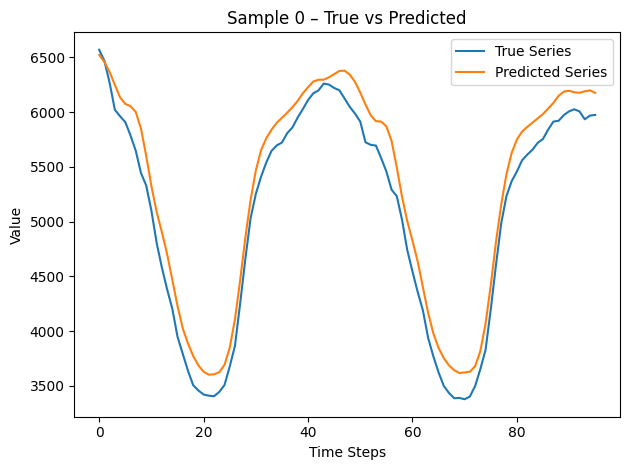 Sample 0 – True vs Predicted
True Series
Predicted Series
Value
6500
6000
5500
5000
4500
4000
3500
0
20
40
60
80
Time Steps